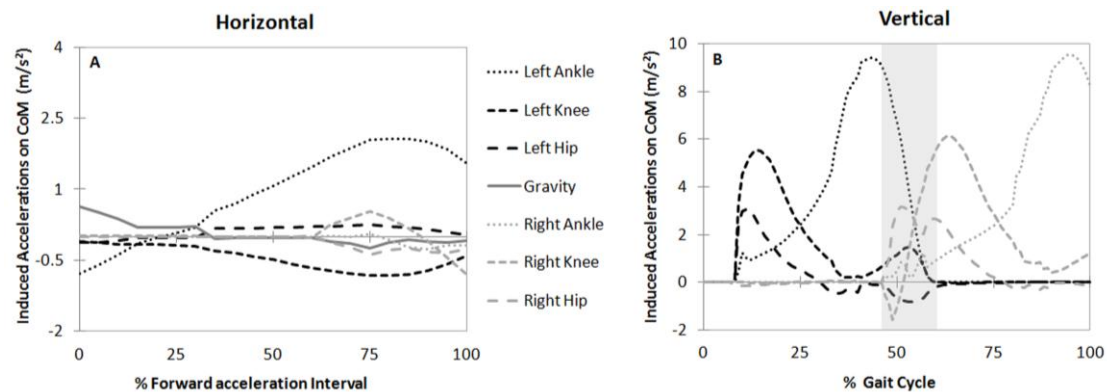 Horizontal
A
Induced Accelerations on CoM (m/s²)
4
2.5
1
-0.5
-2
0
25
50
75
100
% Forward acceleration Interval
Left Ankle
Left Knee
Left Hip
Gravity
Right Ankle
Right Knee
Right Hip
Vertical
B
Induced Accelerations on CoM (m/s²)
10
8
6
4
2
0
-2
0
25
50
75
100
% Gait Cycle